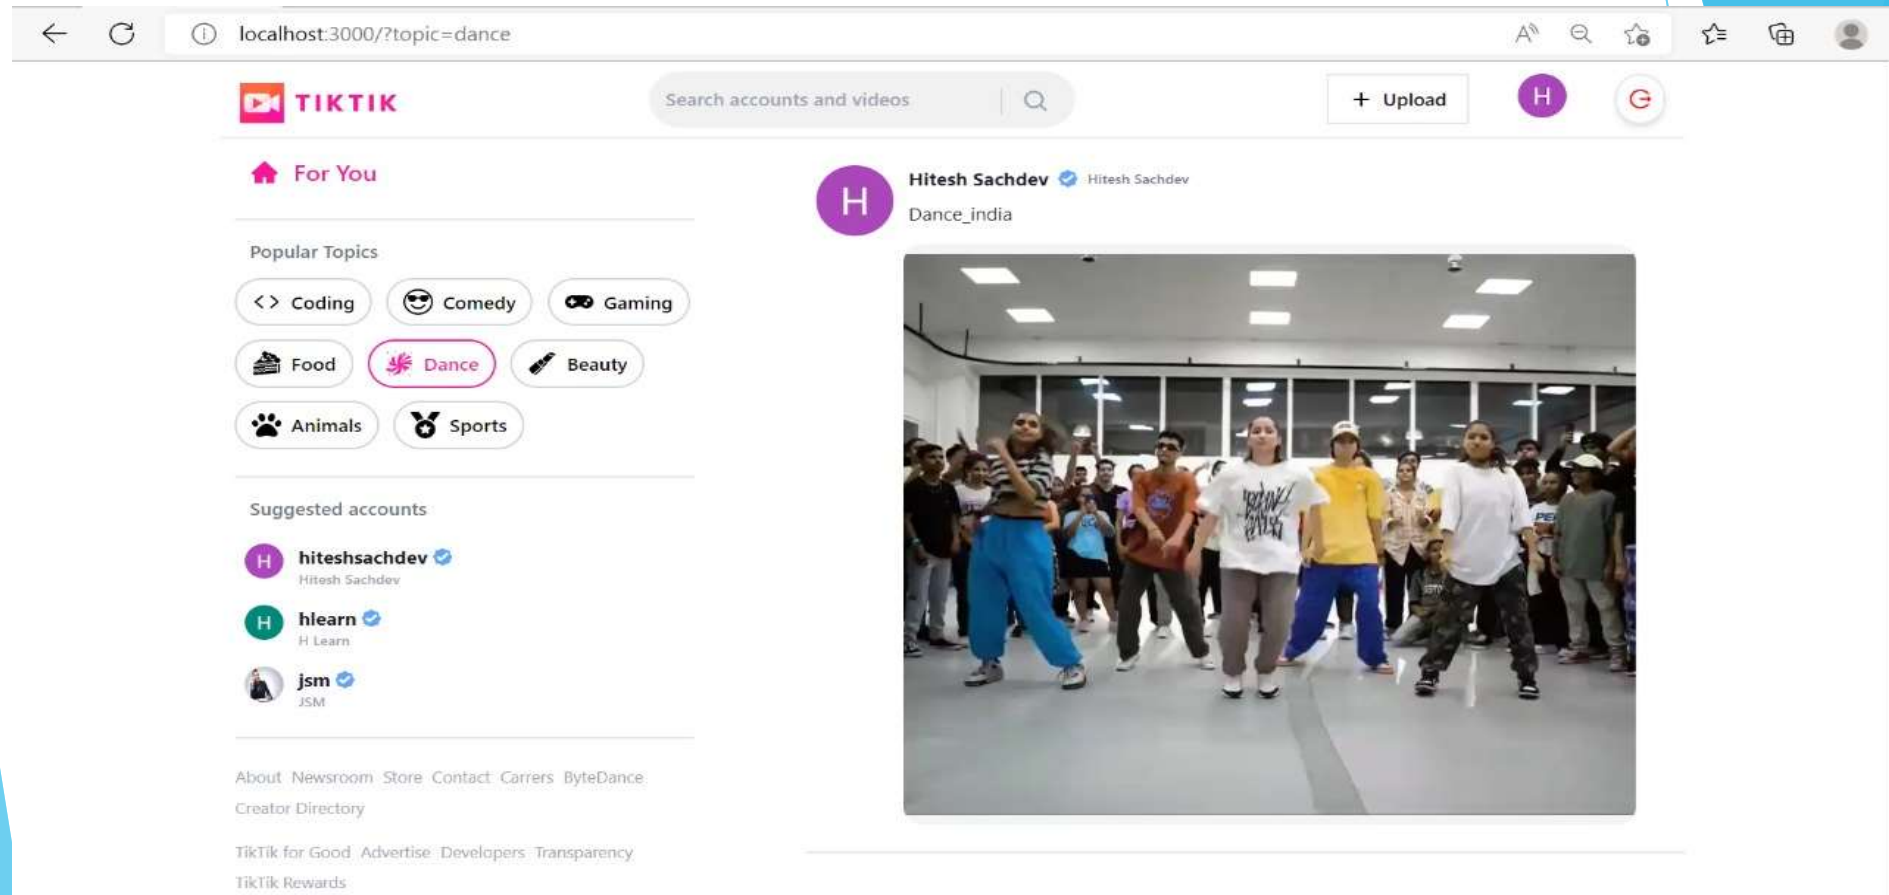 localhost:3000/?topic=dance
TIKTIK
Search accounts and videos
+ Upload
H
For You
H
Hitesh Sachdev Hitesh Sachdev
Dance_india
Popular Topics
<> Coding
Comedy
Gaming
Food
Dance
Beauty
Animals
Sports
Suggested accounts
H
hiteshsachdev
Hitesh Sachdev
H
hlearn
H Learn
jsm
JSM
About Newsroom Store Contact Carrers ByteDance
Creator Directory
TikTik for Good Advertise Developers Transparency
TikTik Rewards